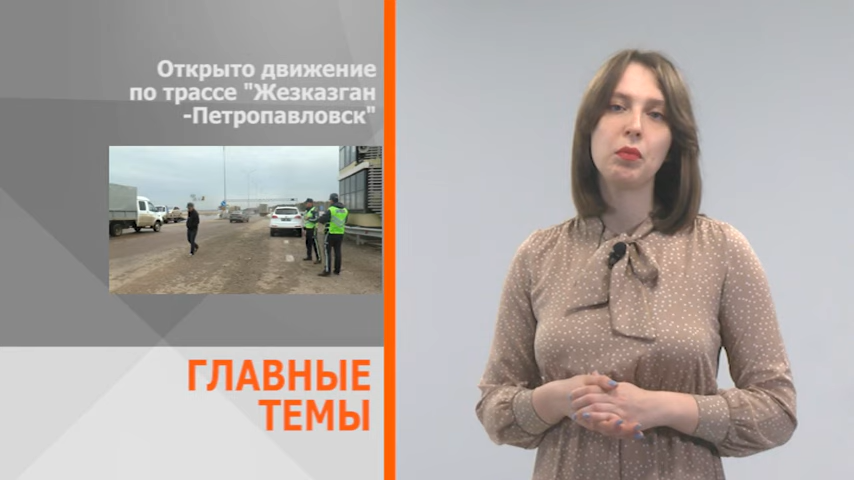 Открыто движение
по трассе "Жезказган
-Петропавловск"
ГЛАВНЫЕ
ТЕМЫ